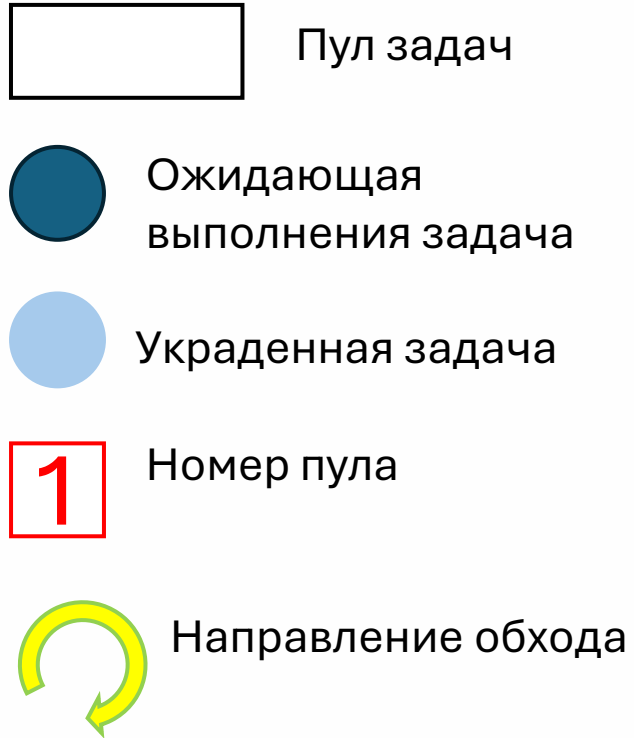 Пул задач
Ожидающая
выполнения задача
Украденная задача
1
Номер пула
Направление обхода